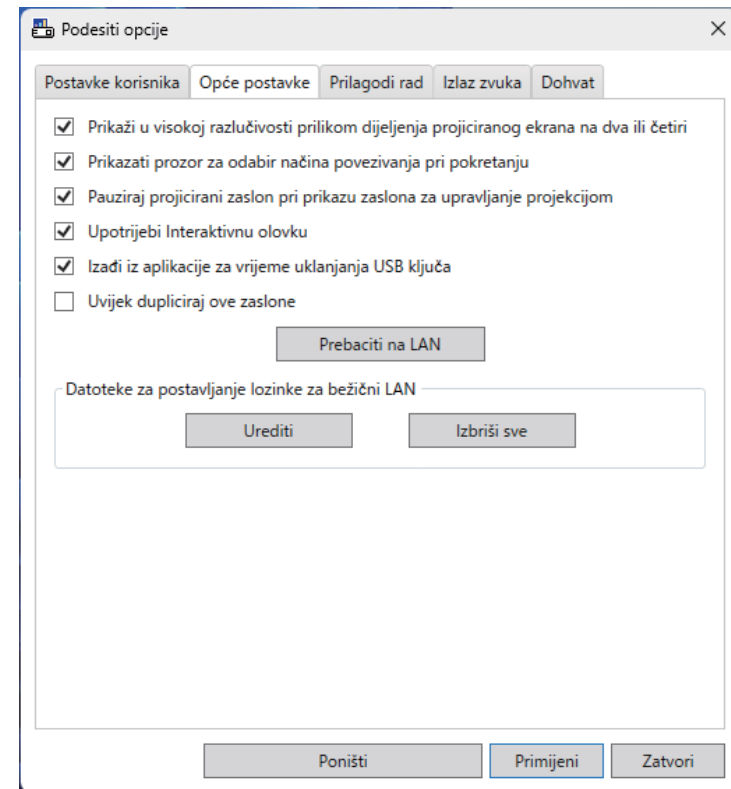 Podesiti opcije
Postavke korisnika Opće postavke Prilagodi rad Izlaz zvuka Dohvat
Prikaži u visokoj razlučivosti prilikom dijeljenja projiciranog ekrana na dva ili četiri
Prikazati prozor za odabir načina povezivanja pri pokretanju
Pauziraj projicirani zaslon pri prikazu zaslona za upravljanje projekcijom
Upotrijebi Interaktivnu olovku
Izađi iz aplikacije za vrijeme uklanjanja USB ključa
Uvijek dupliciraj ove zaslone
Prebaciti na LAN
Datoteke za postavljanje lozinke za bežični LAN
Urediti Izbriši sve
Poništi Primijeni Zatvori